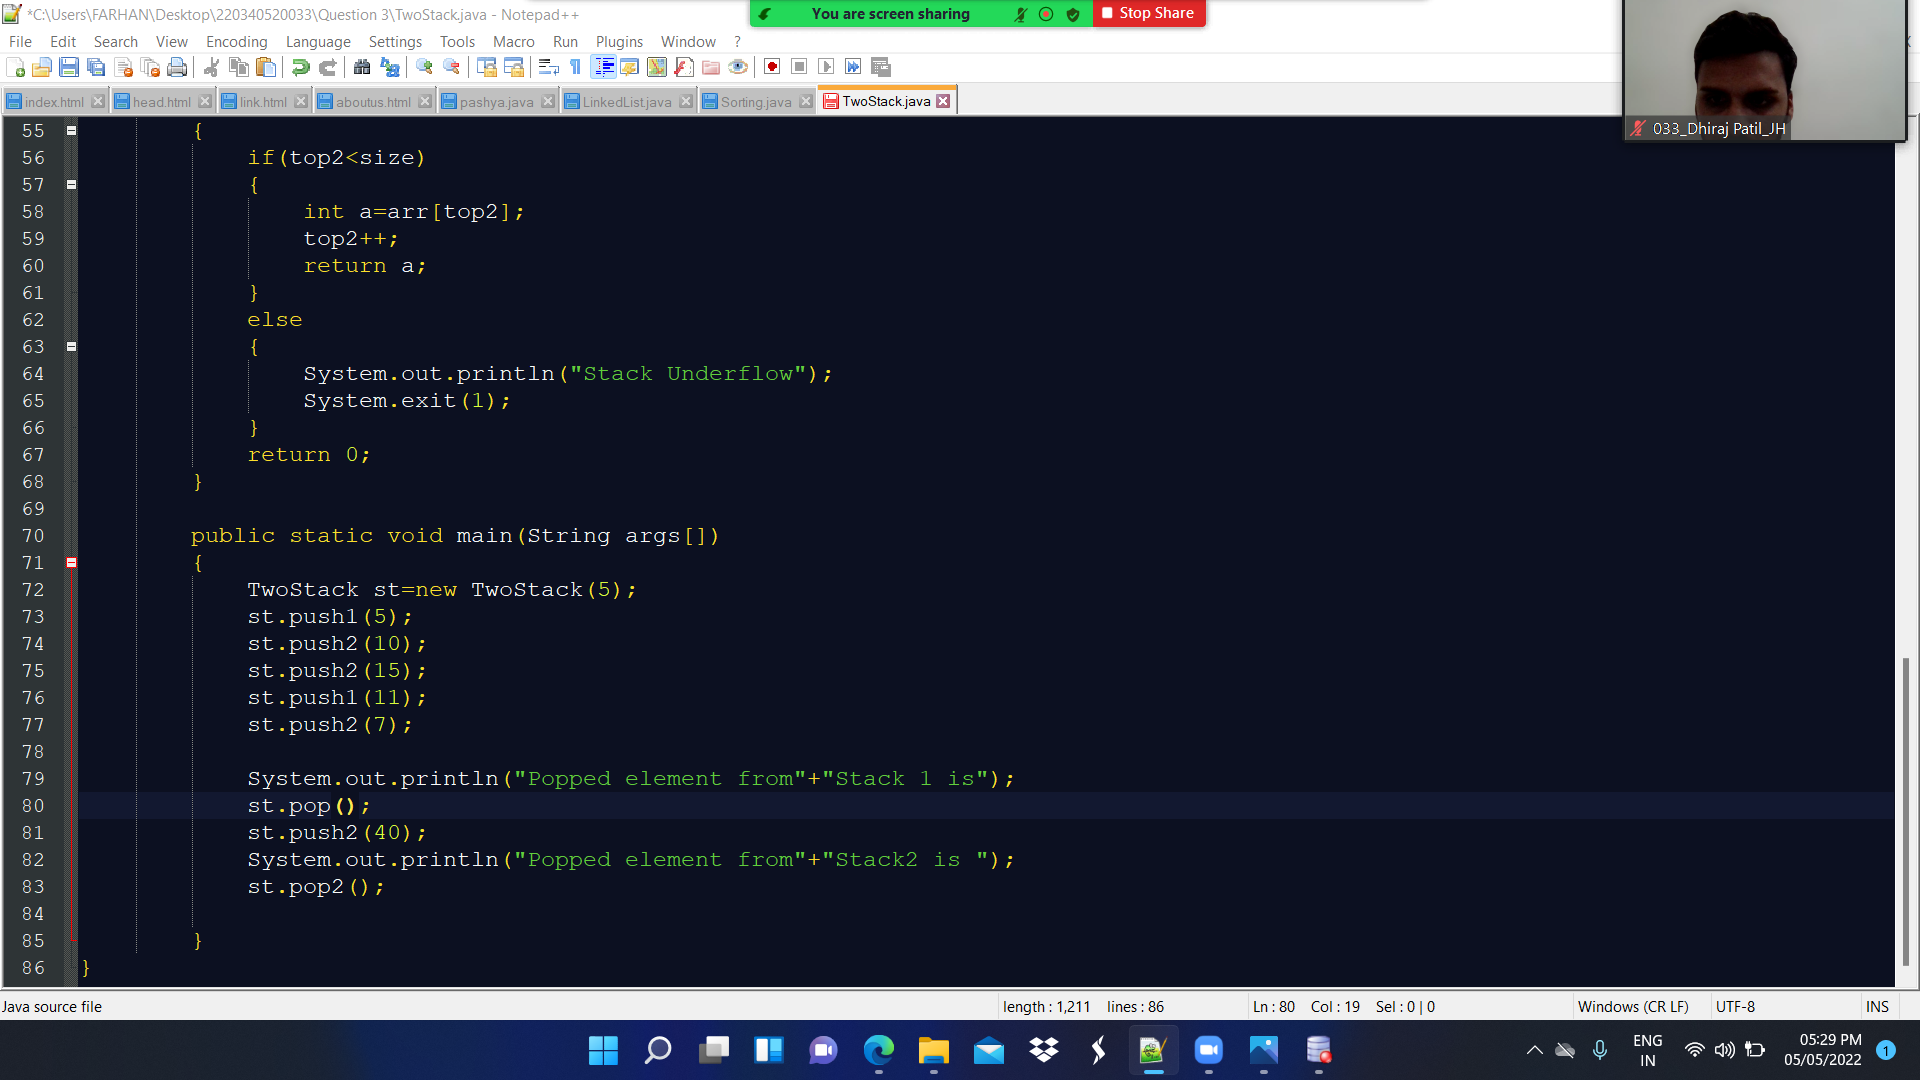 *C:\Users\FARHAN\Desktop\220340520033\Question 3\TwoStack.java - Notepad++
You are screen sharing
Stop Share
File Edit Search View Encoding Language Settings Tools Macro Run Plugins Window ?
index.html head.html link.html aboutus.html pashya.java LinkedList.java Sorting.java TwoStack.java
033_Dhiraj Patil_JH
55 {
56 if(top2<size)
57 {
58 int a=arr[top2];
59 top2++;
60 return a;
61 }
62 else
63 {
64 System.out.println("Stack Underflow");
65 System.exit(1);
66 }
67 return 0;
68 }
69
70 public static void main(String args[])
71 {
72 TwoStack st=new TwoStack(5);
73 st.push1(5);
74 st.push2(10);
75 st.push2(15);
76 st.push1(11);
77 st.push2(7);
78
79 System.out.println("Popped element from"+"Stack 1 is");
80 st.pop();
81 st.push2(40);
82 System.out.println("Popped element from"+"Stack2 is ");
83 st.pop2();
84
85 }
86 }
Java source file length : 1,211 lines : 86 Ln : 80 Col : 19 Sel : 0 | 0 Windows (CR LF) UTF-8 INS
ENG
IN
05:29 PM
05/05/2022
1